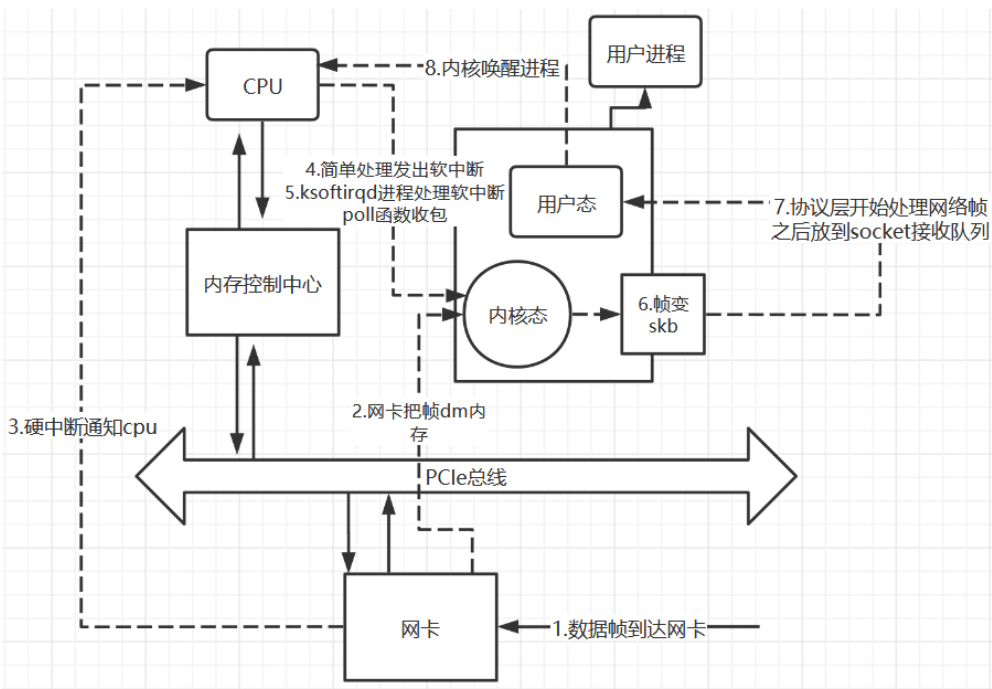 用户进程
CPU
8.内核唤醒进程
4.简单处理发出软中断
5.ksoftirqd进程处理软中断
poll函数收包
用户态
7.协议层开始处理网络帧
之后放到socket接收队列
内存控制中心
内核态
6.帧变
skb
2.网卡把帧dm内
存
3.硬中断通知cpu
PCIe总线
网卡
1.数据帧到达网卡